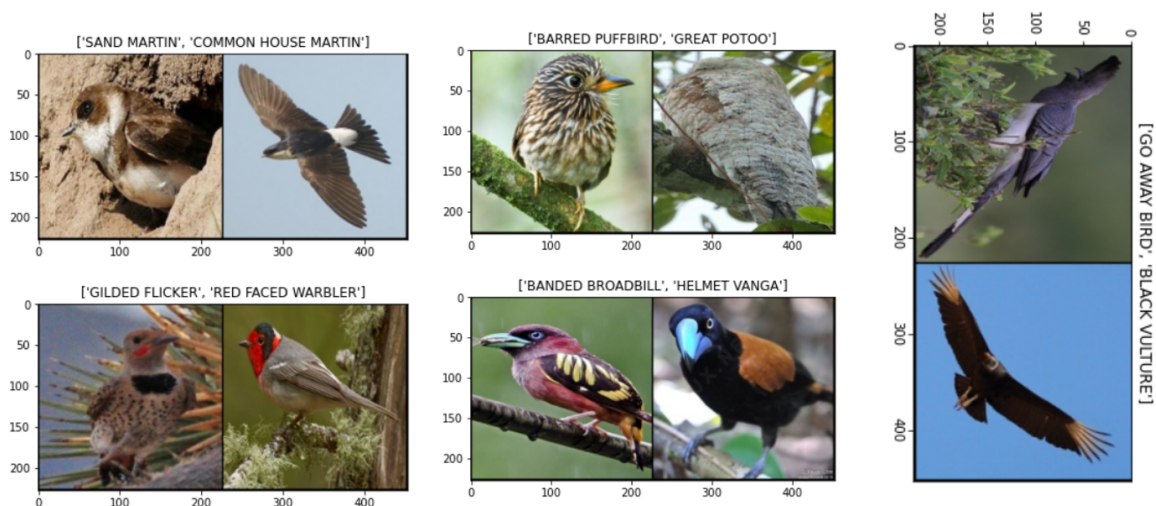 ['SAND MARTIN', 'COMMON HOUSE MARTIN']
0
50
100
150
200
0 100 200 300 400
['BARRED PUFFBIRD', 'GREAT POTOO']
0
50
100
150
200
0 100 200 300 400
['GILDED FLICKER', 'RED FACED WARBLER']
0
50
100
150
200
0 100 200 300 400
['BANDED BROADBILL', 'HELMET VANGA']
0
50
100
150
200
0 100 200 300 400
['GO AWAY BIRD', 'BLACK VULTURE']
0
50
100
150
200
0 100 200 300 400